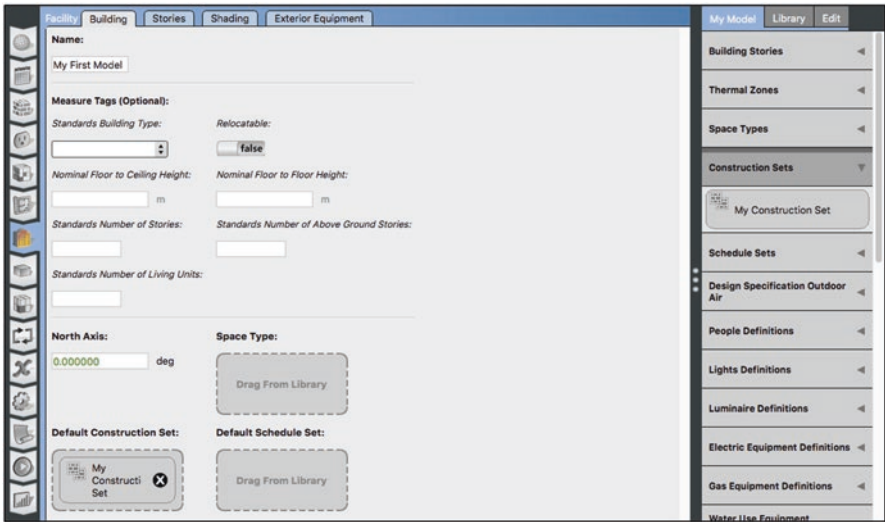 Facility Building Stories Shading Exterior Equipment
Name:
My First Model
Measure Tags (Optional):
Standards Building Type: Relocatable:
false
Nominal Floor to Ceiling Height: Nominal Floor to Floor Height:
m m
Standards Number of Stories: Standards Number of Above Ground Stories:
Standards Number of Living Units:
North Axis: Space Type:
0.000000 deg
Drag From Library
Default Construction Set: Default Schedule Set:
My
Constructi
Set
Drag From Library
My Model Library Edit
Building Stories
Thermal Zones
Space Types
Construction Sets
My Construction Set
Schedule Sets
Design Specification Outdoor
Air
People Definitions
Lights Definitions
Luminaire Definitions
Electric Equipment Definitions
Gas Equipment Definitions
Water Use Equipment